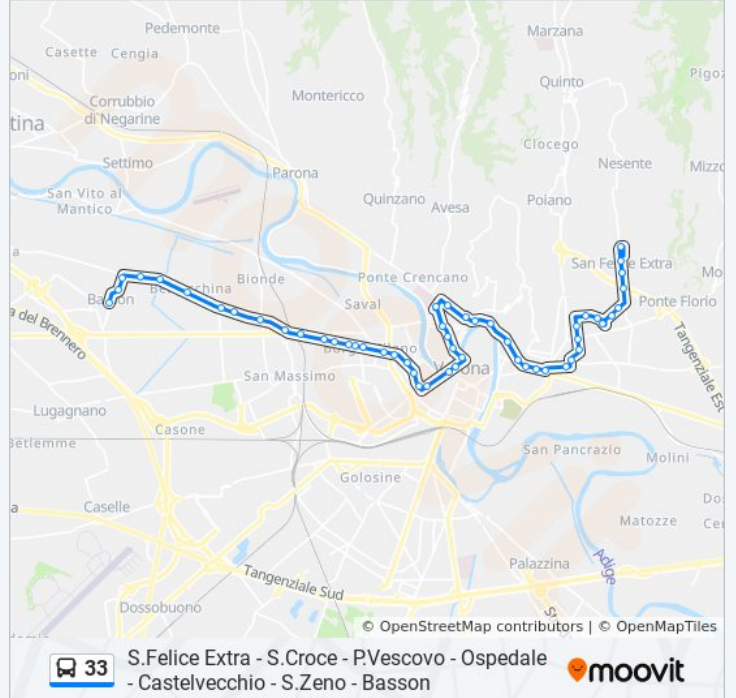 Pedemonte
Marzana
Casette Cengia
oni
Pigoz
Quinto
Montericco
Corrubbio
di Negarine
tina
Clocego
Settimo
Nesente
Mizzo
Parona
San Vito al
Mantico
Quinzano
Avesa
Poiano
a
San Felice Extra
Mo
Bionde
Ponte Crencano
Basson
Saval
Ponte Florio
a del Brennero
Verona
San Massimo
Tangenziale Est
Lugagnano
Casone
Betlemme
San Pancrazio
Molini
Golosine
Caselle
a
Matozze
Palazzina
Adige
Tangenziale Sud
Dossobuono
© OpenStreetMap contributors | © OpenMapTiles
33
S.Felice Extra - S.Croce - P.Vescovo - Ospedale
- Castelvecchio - S.Zeno - Basson
moovit